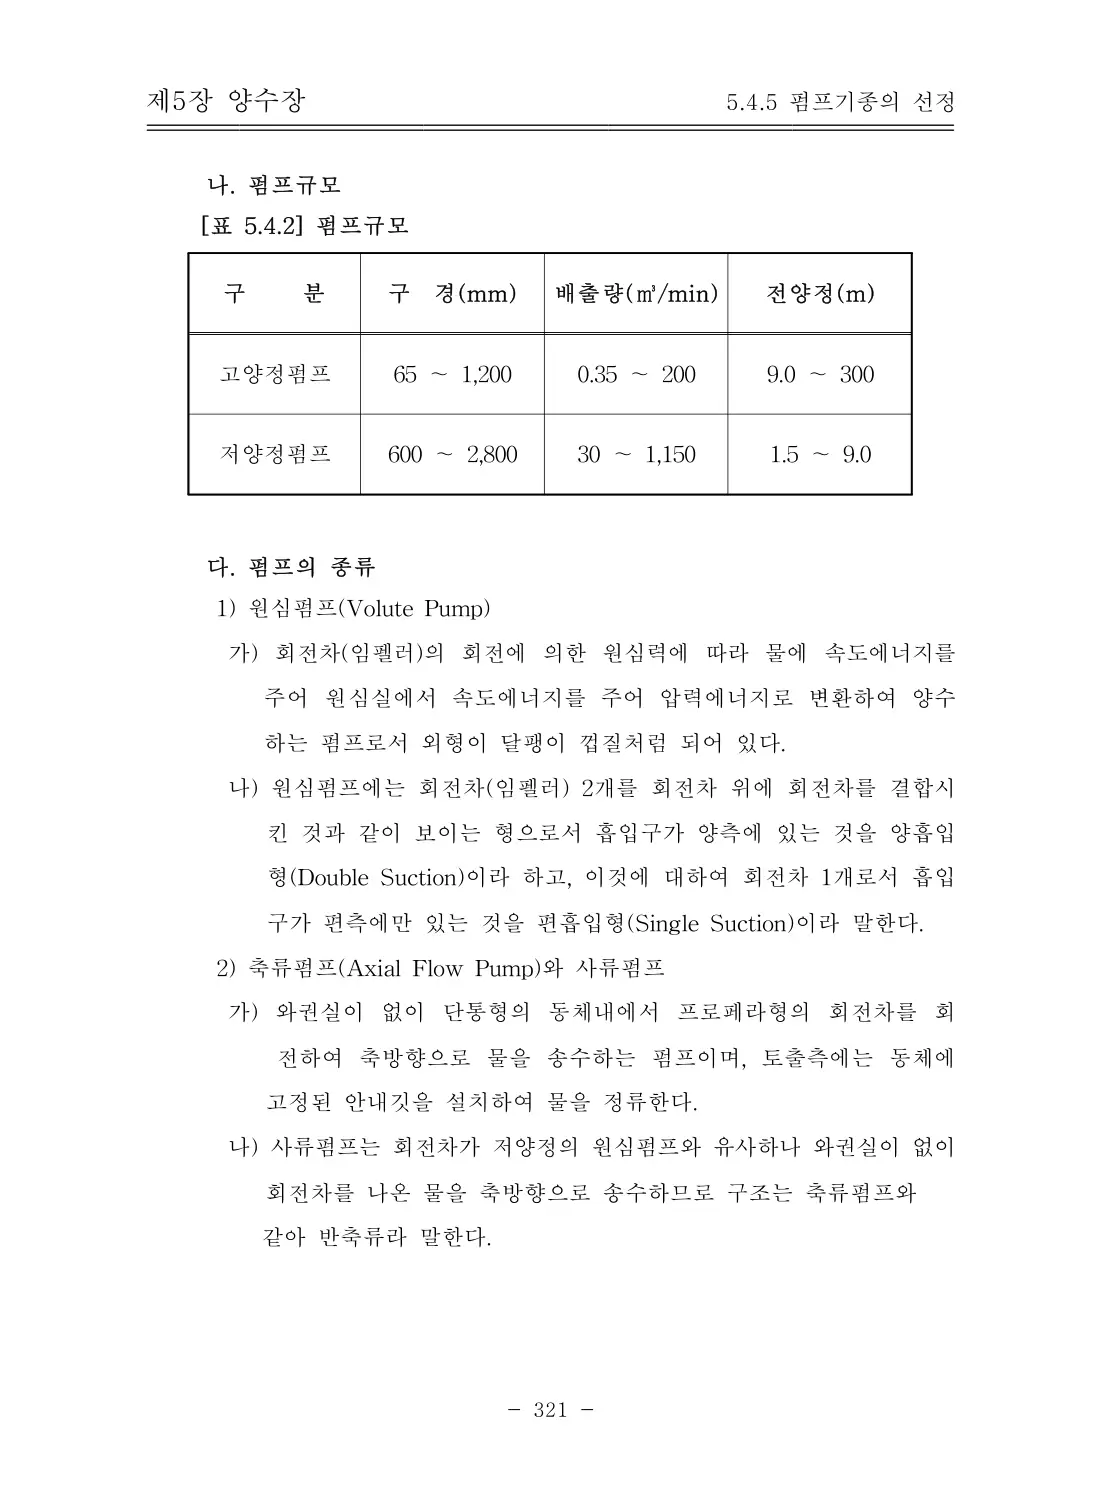 제5장 양수장
5.4.5 펌프기종의 선정
나. 펌프규모
[표 5.4.2] 펌프규모
구 분 구 경(mm) 배출량(㎥/min) 전양정(m)
고양정펌프 65 ~ 1,200 0.35 ~ 200 9.0 ~ 300
저양정펌프 600 ~ 2,800 30 ~ 1,150 1.5 ~ 9.0
다. 펌프의 종류
1) 원심펌프(Volute Pump)
가) 회전차(임펠러)의 회전에 의한 원심력에 따라 물에 속도에너지를
주어 원심실에서 속도에너지를 주어 압력에너지로 변환하여 양수
하는 펌프로서 외형이 달팽이 껍질처럼 되어 있다.
나) 원심펌프에는 회전차(임펠러) 2개를 회전차 위에 회전차를 결합시
킨 것과 같이 보이는 형으로서 흡입구가 양측에 있는 것을 양흡입
형(Double Suction)이라 하고, 이것에 대하여 회전차 1개로서 흡입
구가 편측에만 있는 것을 편흡입형(Single Suction)이라 말한다.
2) 축류펌프(Axial Flow Pump)와 사류펌프
가) 와권실이 없이 단통형의 동체내에서 프로페라형의 회전차를 회
전하여 축방향으로 물을 송수하는 펌프이며, 토출측에는 동체에
고정된 안내깃을 설치하여 물을 정류한다.
나) 사류펌프는 회전차가 저양정의 원심펌프와 유사하나 와권실이 없이
회전차를 나온 물을 축방향으로 송수하므로 구조는 축류펌프와
같아 반축류라 말한다.
- 321 -